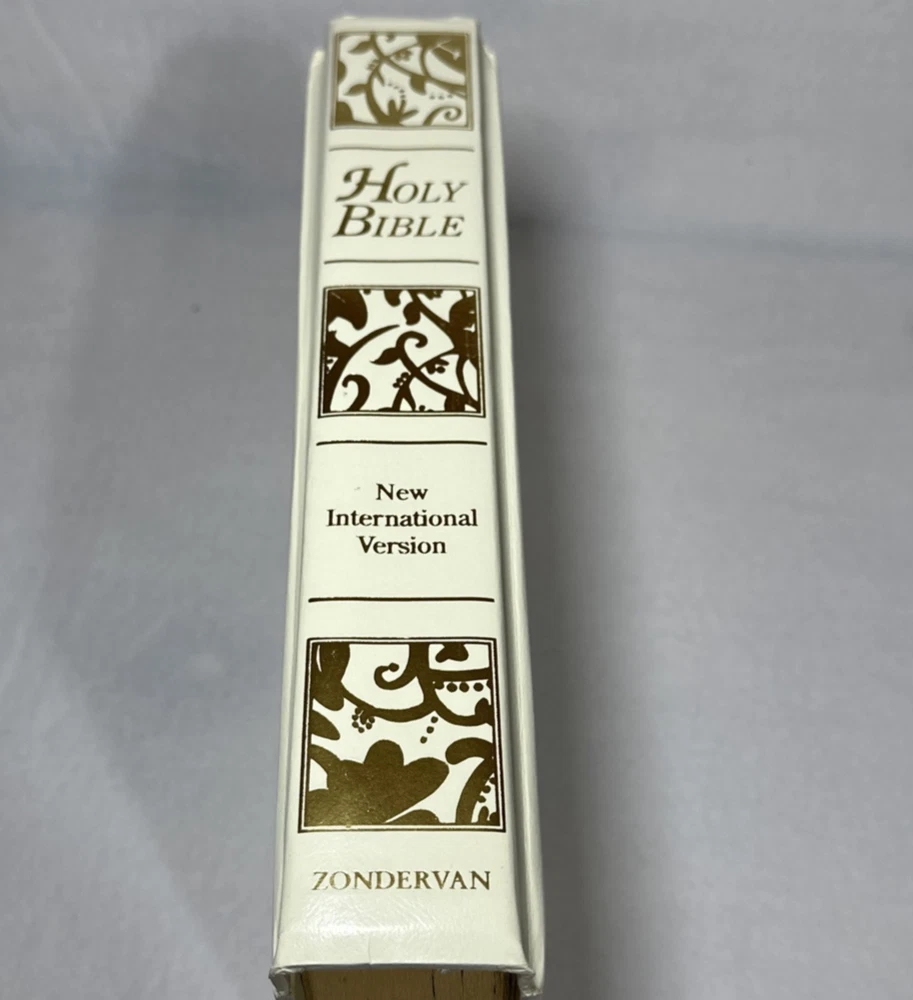 HOLY
BIBLE
New
International
Version
ZONDERVAN